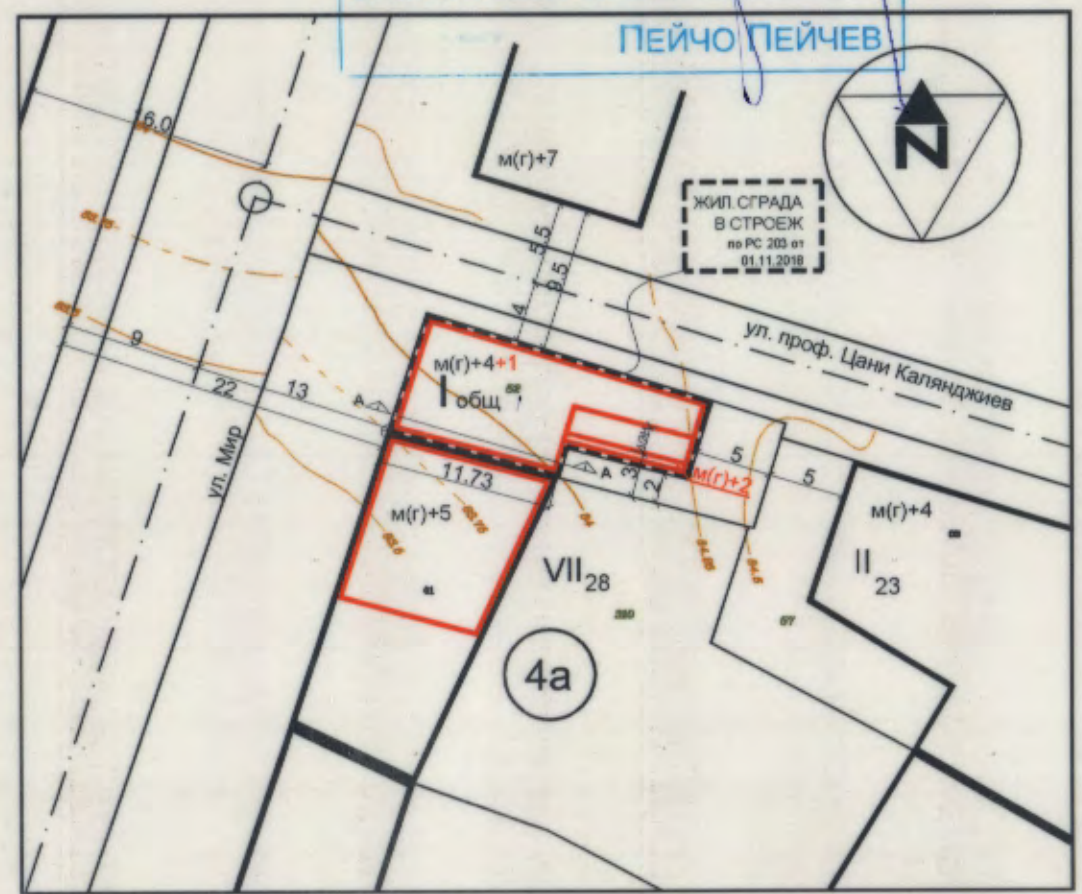 ПЕЙЧО ПЕЙЧЕВ
16.0
м(г)+7
N
ЖИЛ. СГРАДА
В СТРОЕЖ
по РС 203 от
01.11.2018
5.5
9.5
4
ул. проф. Цани Калянджиев
9
22
13
ул. Мир
м(г)+4+1
I общ
А
А
3
2
м(г)+2
5
5
11.73
м(г)+5
м(г)+4
II 23
VII 28
4а